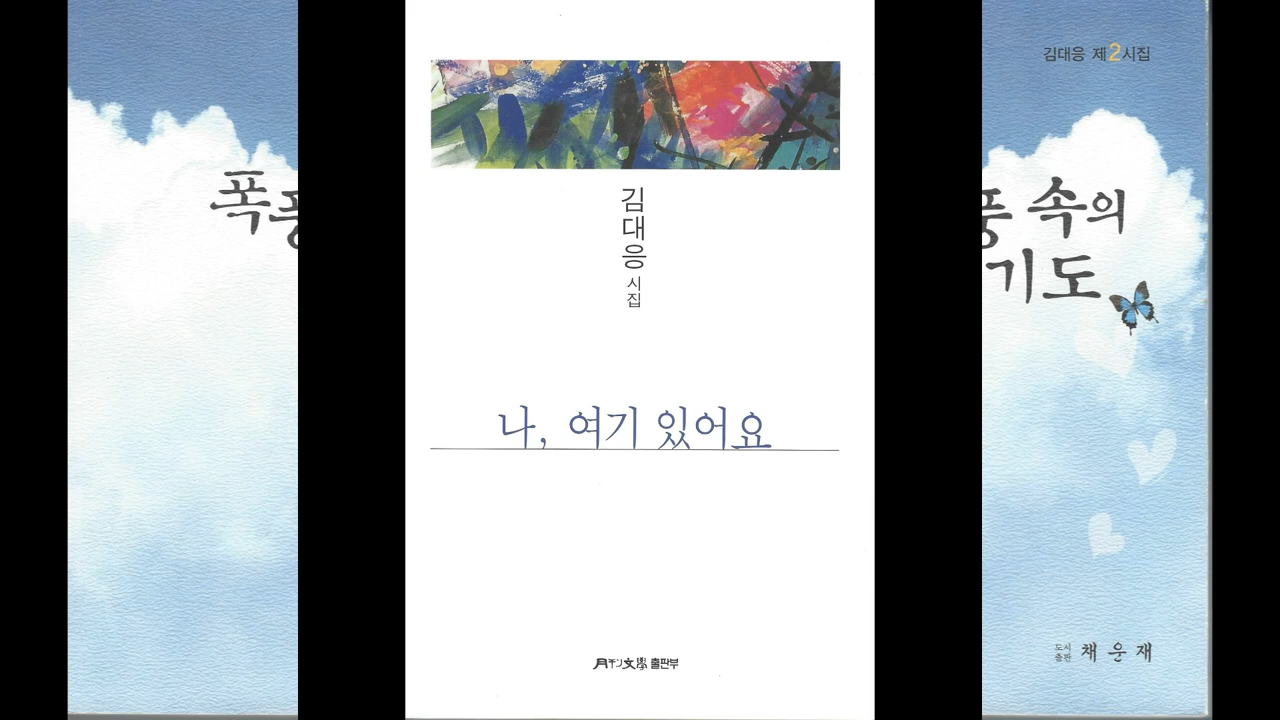 폭풍
김대응
시집
나, 여기 있어요
月刊文學 출판부
김대응 제2시집
풍 속의
기도
도서
출판
채운재